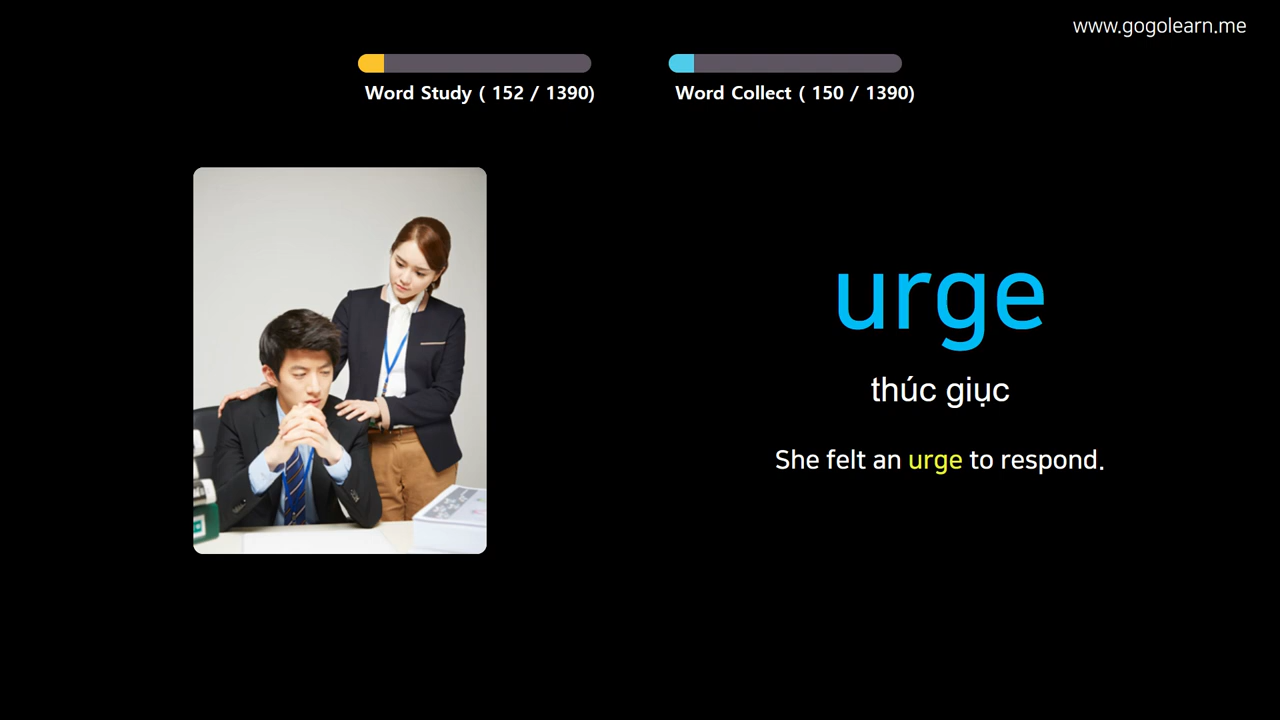 www.gogolearn.me
Word Study ( 152 / 1390)
Word Collect ( 150 / 1390)
urge
thúc giục
She felt an urge to respond.